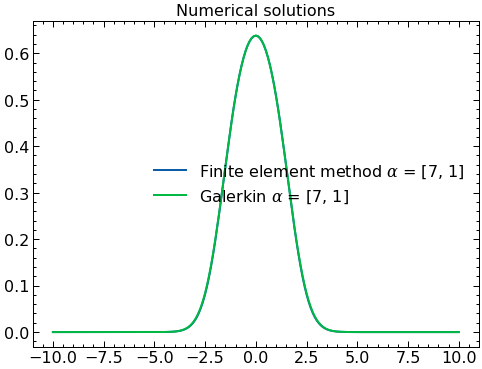 Numerical solutions
0.6
0.5
0.4
0.3
0.2
0.1
0.0
Finite element method α = [7, 1]
Galerkin α = [7, 1]
−10.0 −7.5 −5.0 −2.5 0.0 2.5 5.0 7.5 10.0